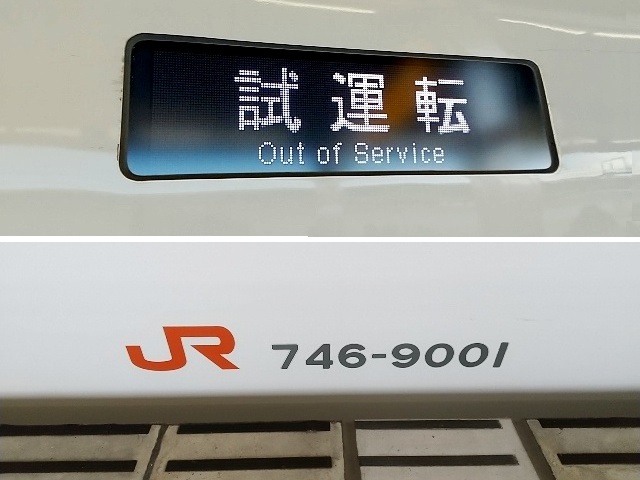 試運転
Out of Service
JR 746-9001